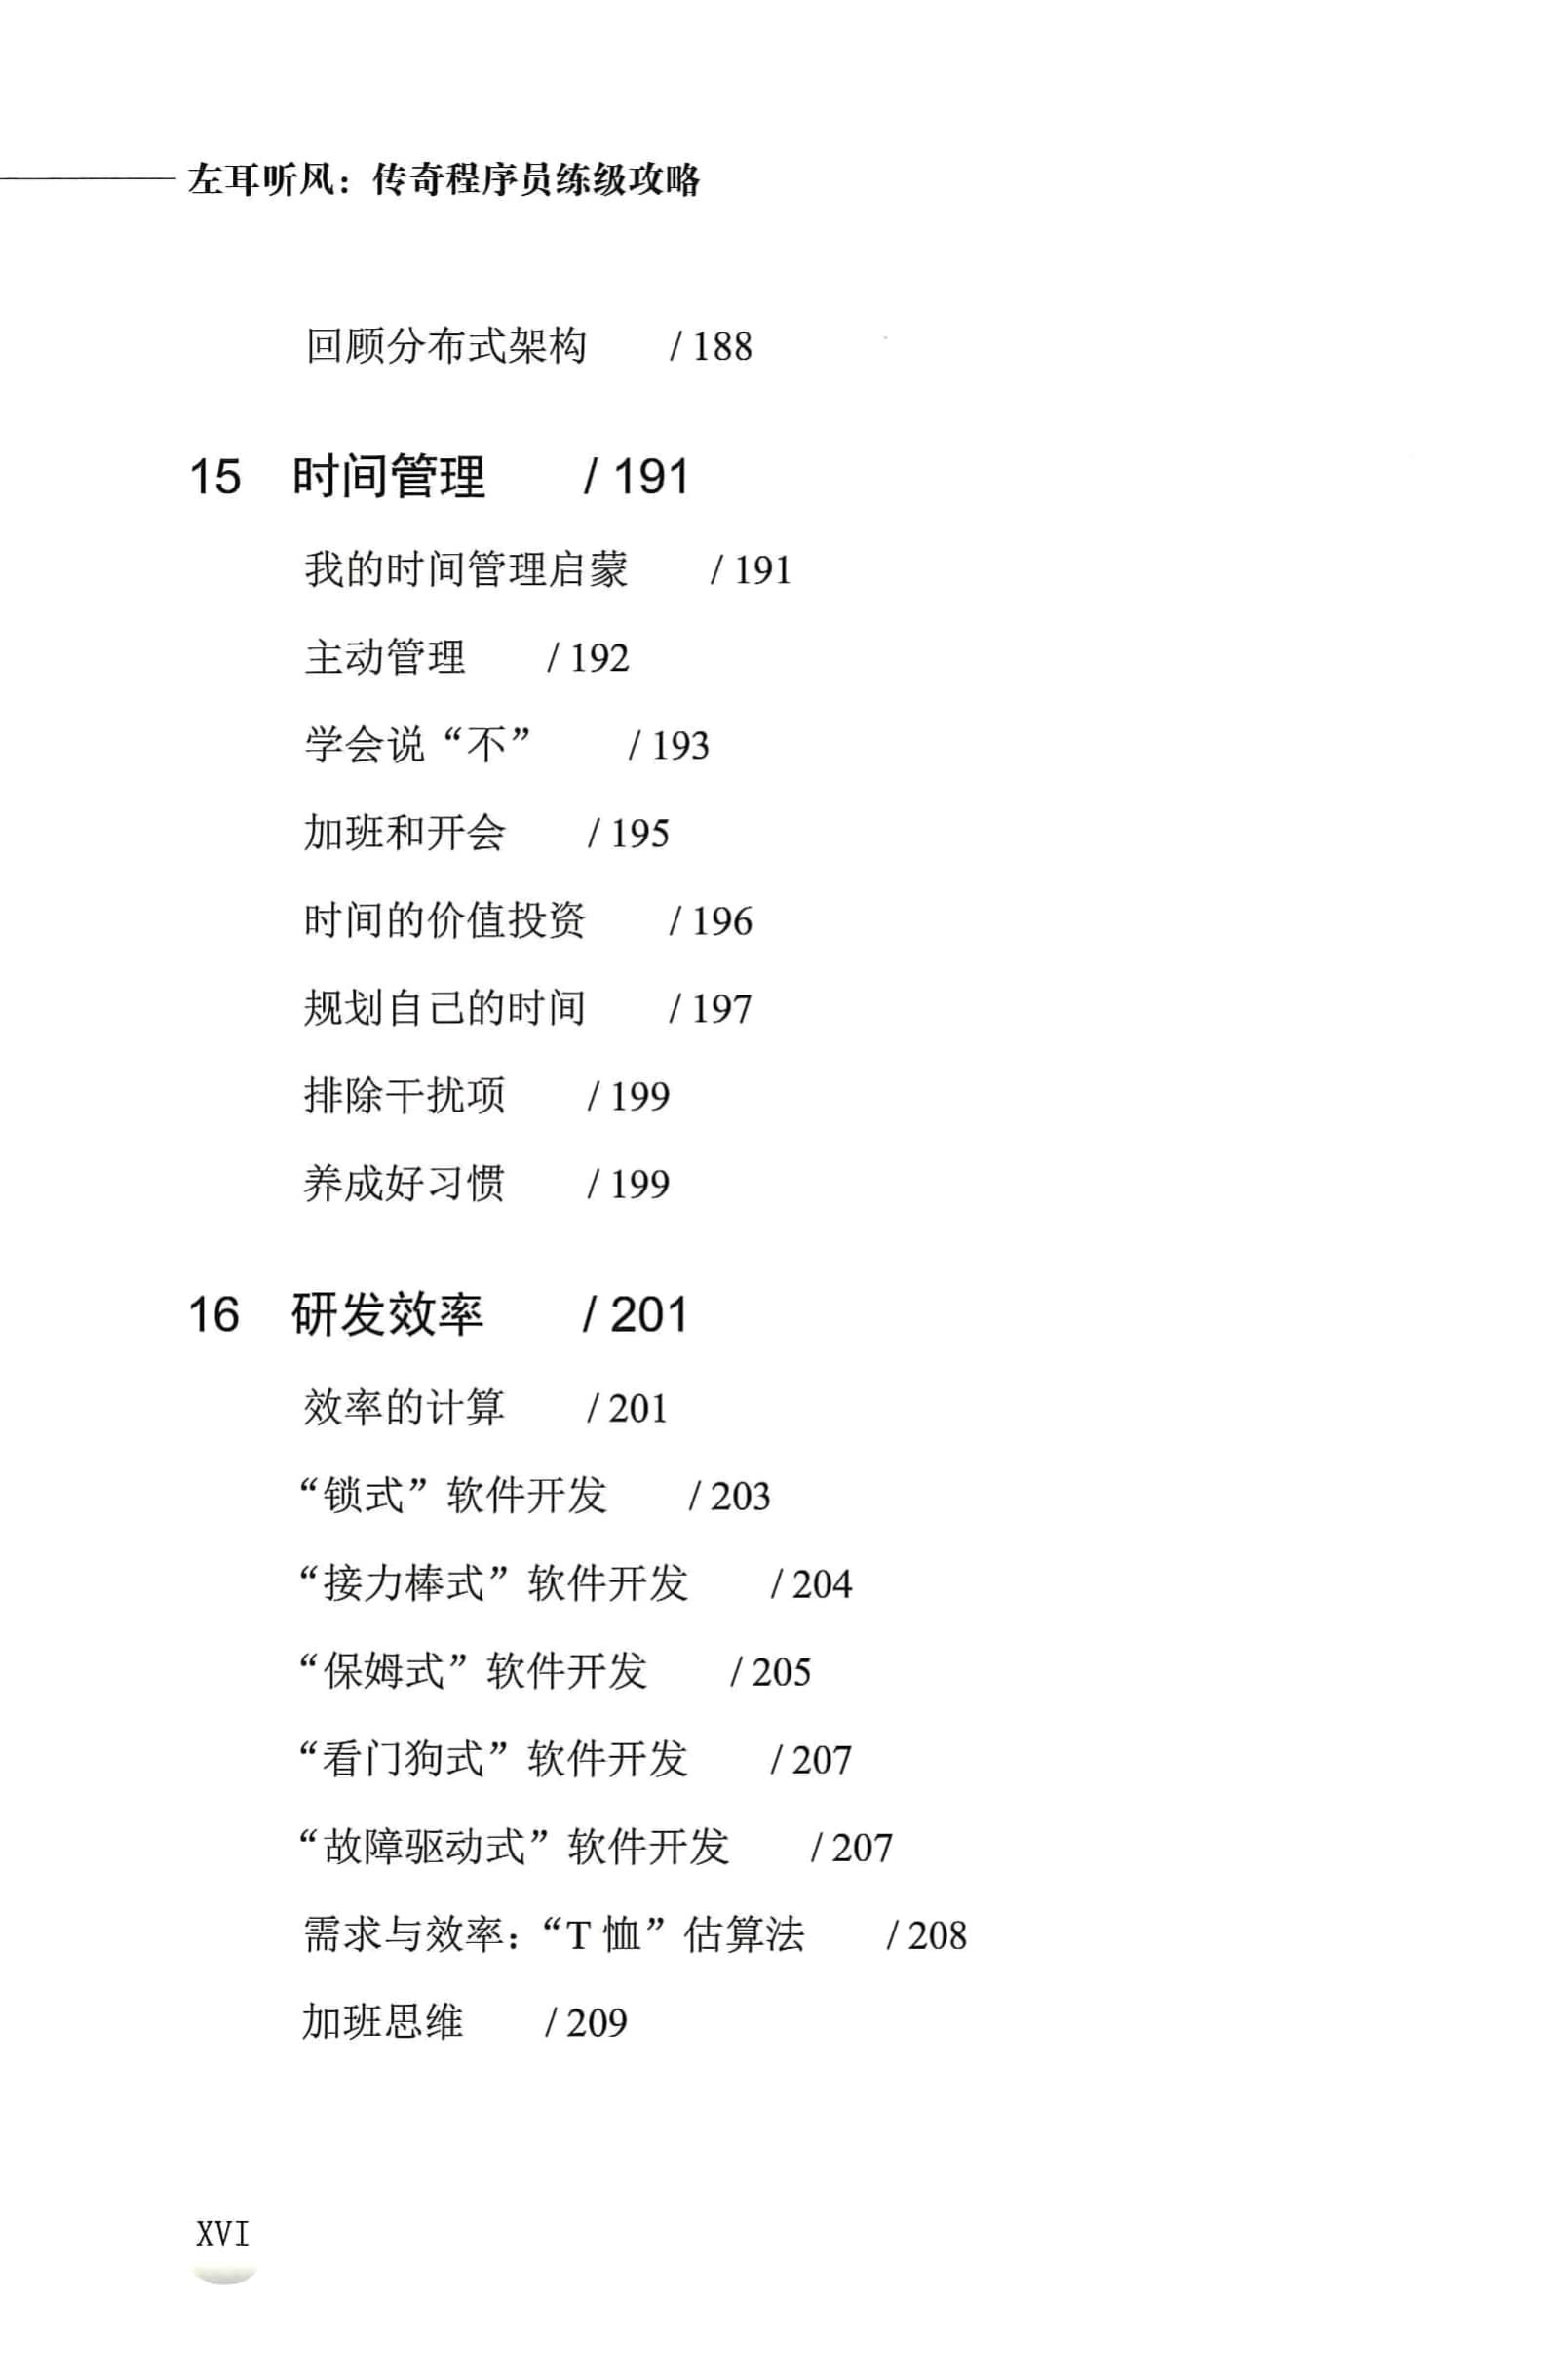 左耳听风：传奇程序员练级攻略
回顾分布式架构 / 188
15 时间管理 / 191
我的时间管理启蒙 / 191
主动管理 / 192
学会说“不” / 193
加班和开会 / 195
时间的价值投资 / 196
规划自己的时间 / 197
排除干扰项 / 199
养成好习惯 / 199
16 研发效率 / 201
效率的计算 / 201
“锁式”软件开发 / 203
“接力棒式”软件开发 / 204
“保姆式”软件开发 / 205
“看门狗式”软件开发 / 207
“故障驱动式”软件开发 / 207
需求与效率：“T 恤”估算法 / 208
加班思维 / 209
XVI